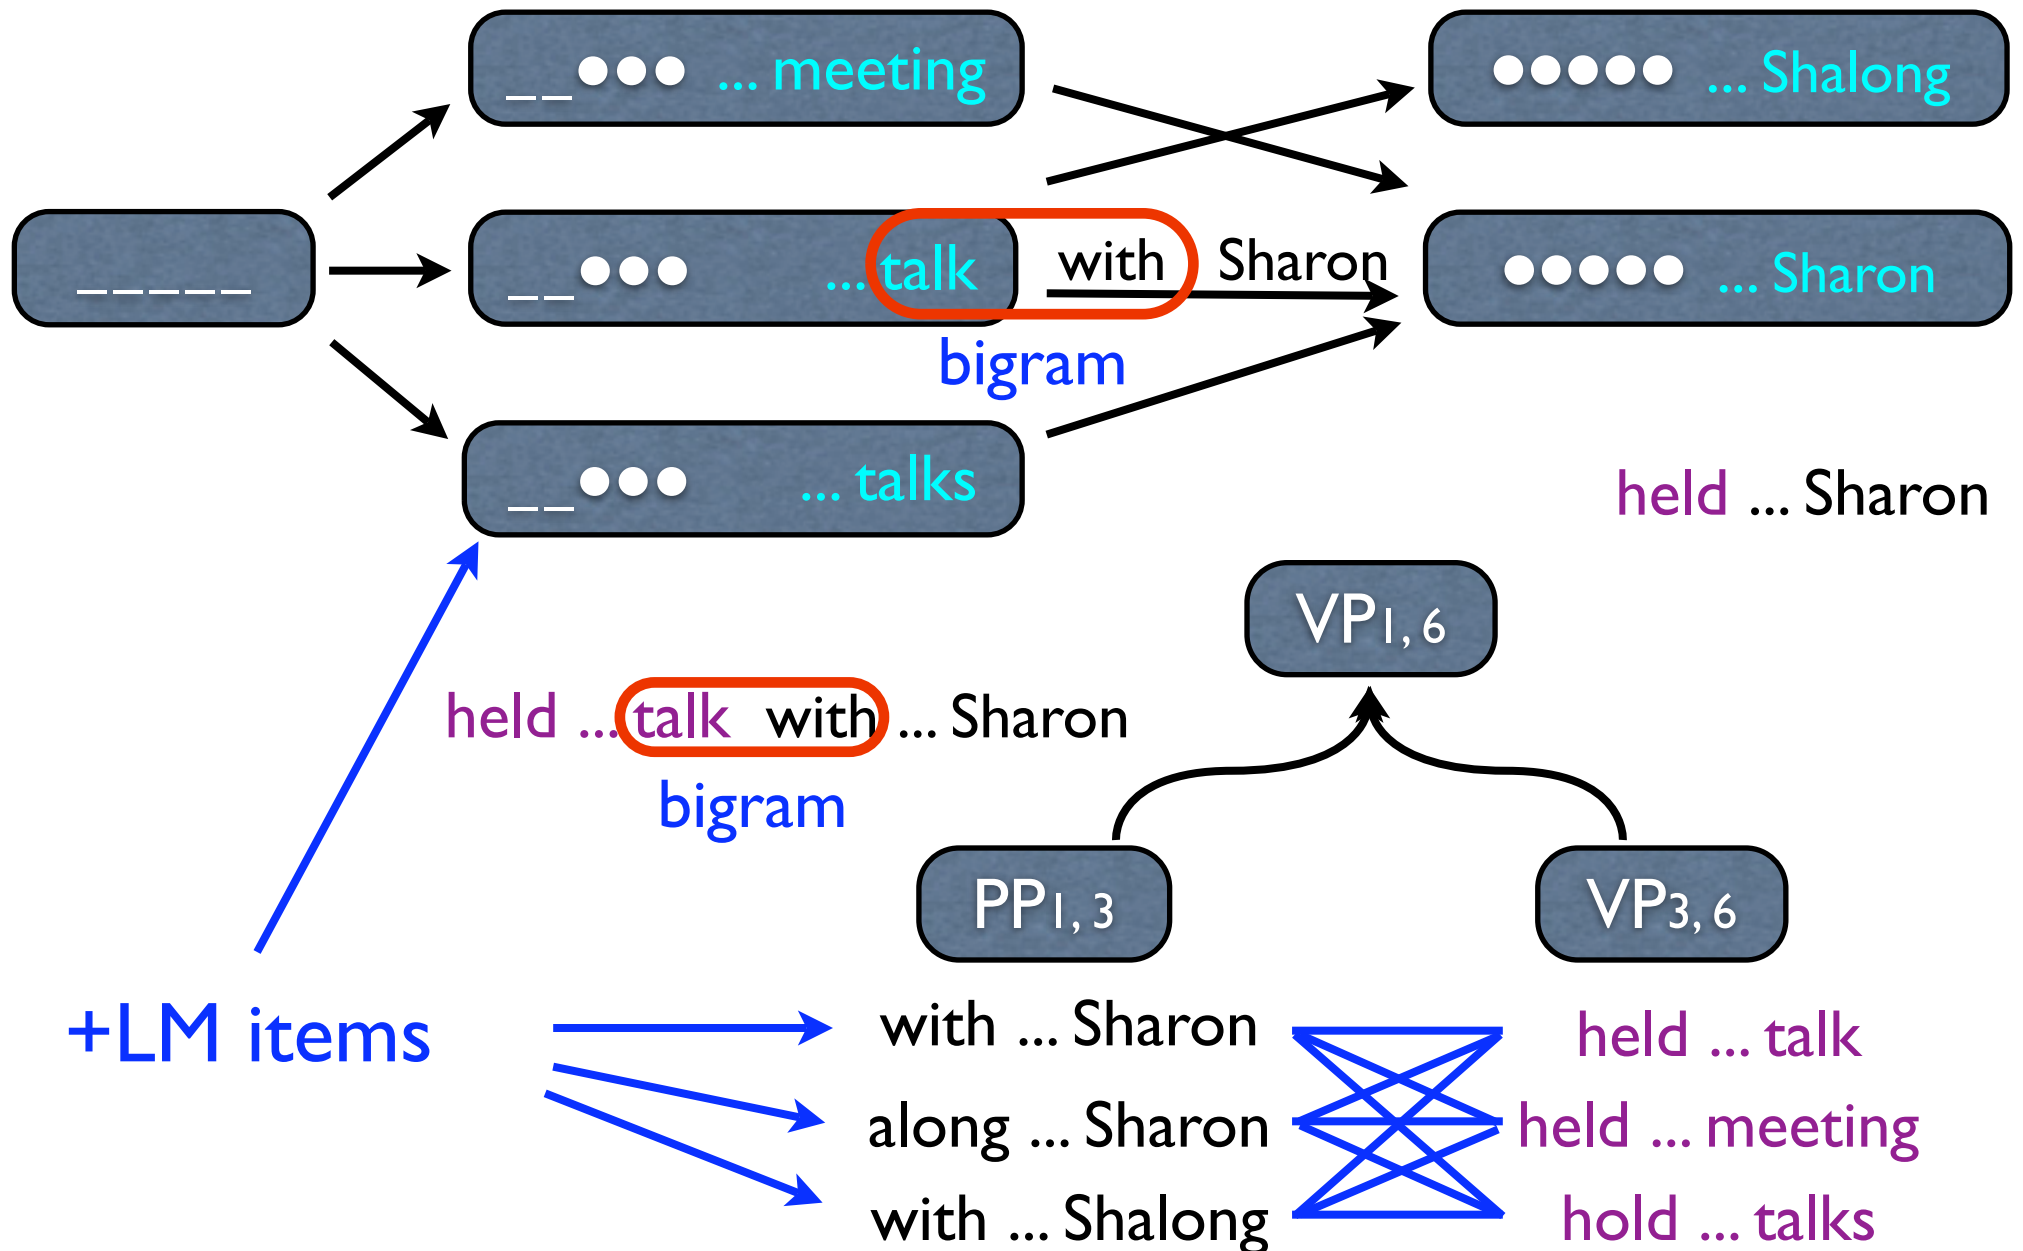 __●●● ... meeting
●●●●● ... Shalong
_____
__●●● ... talk
with Sharon
●●●●● ... Sharon
bigram
__●●● ... talks
held ... Sharon
VP1, 6
held ... talk with ... Sharon
bigram
PP1, 3
VP3, 6
+LM items
with ... Sharon
held ... talk
along ... Sharon
held ... meeting
with ... Shalong
hold ... talks